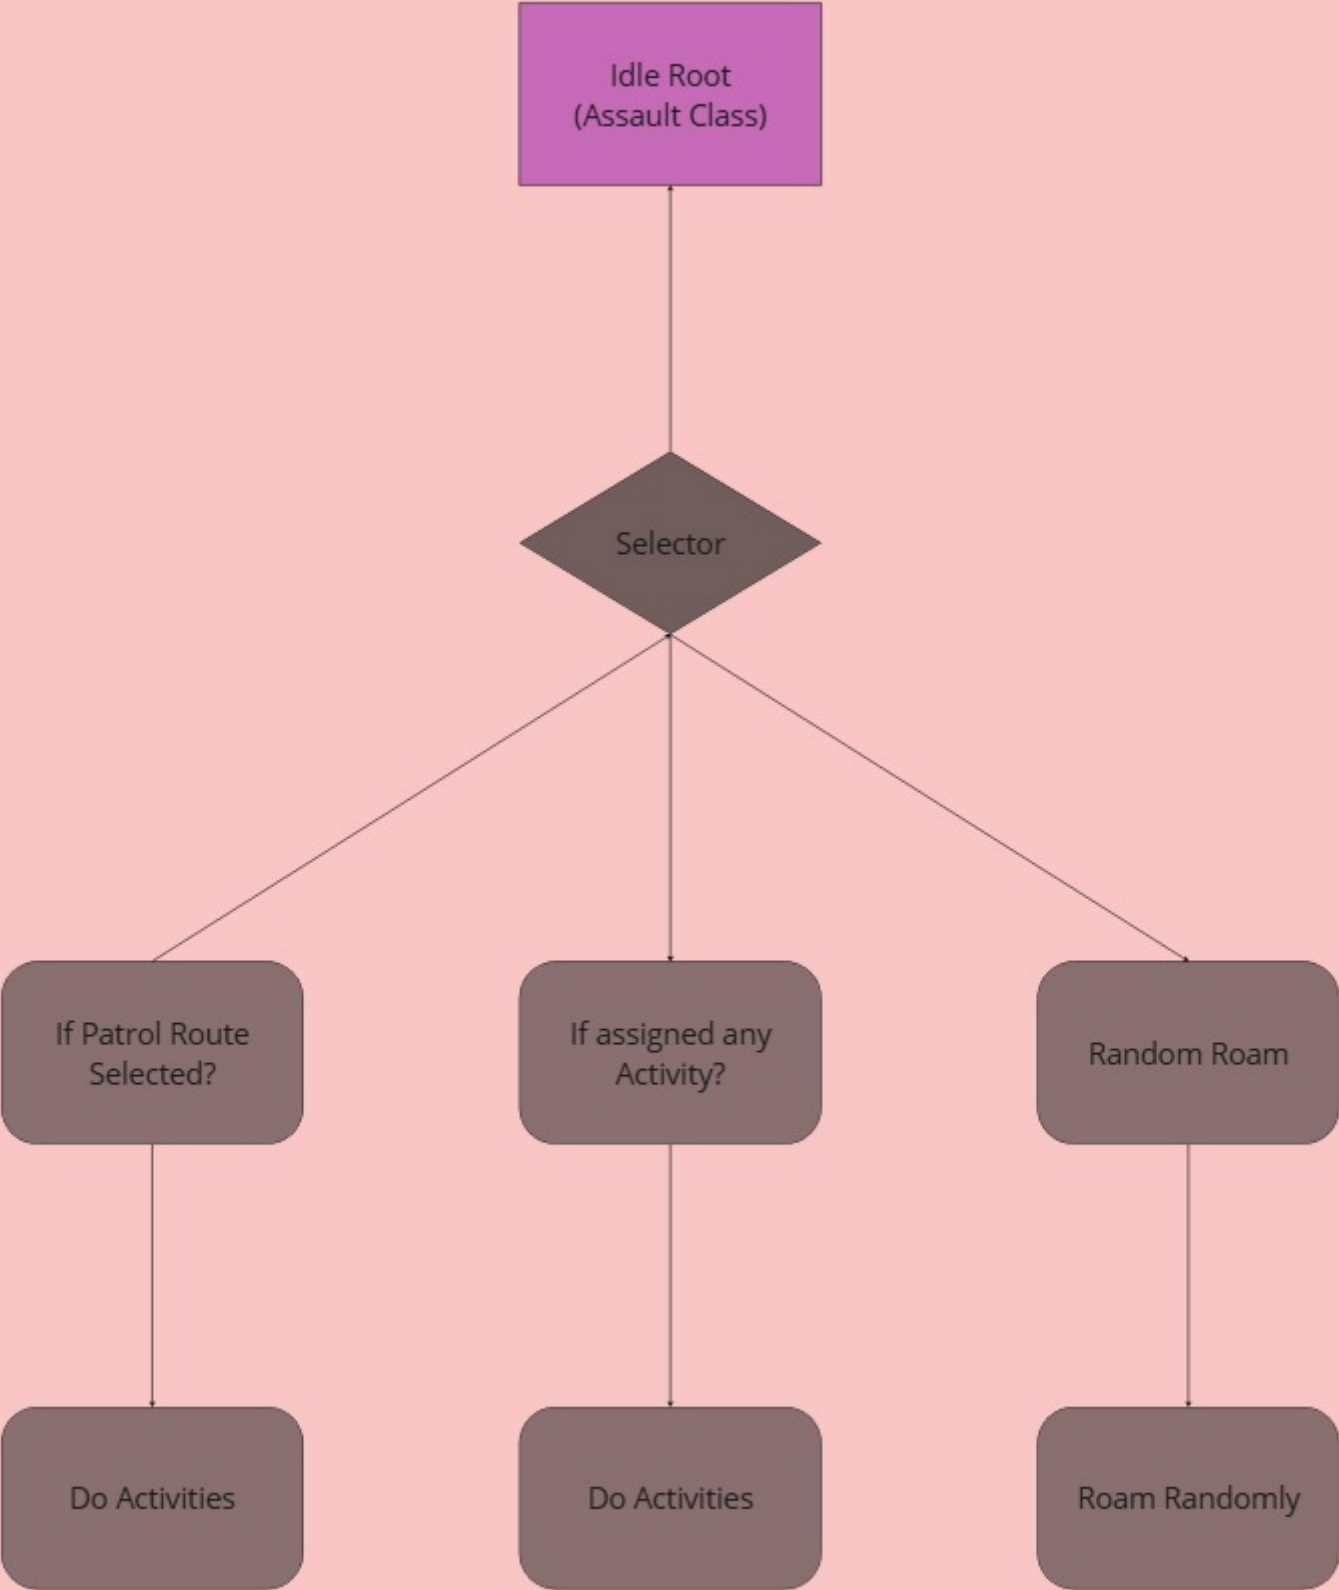 Idle Root
(Assault Class)
Selector
If Patrol Route
Selected?
If assigned any
Activity?
Random Roam
Do Activities
Do Activities
Roam Randomly